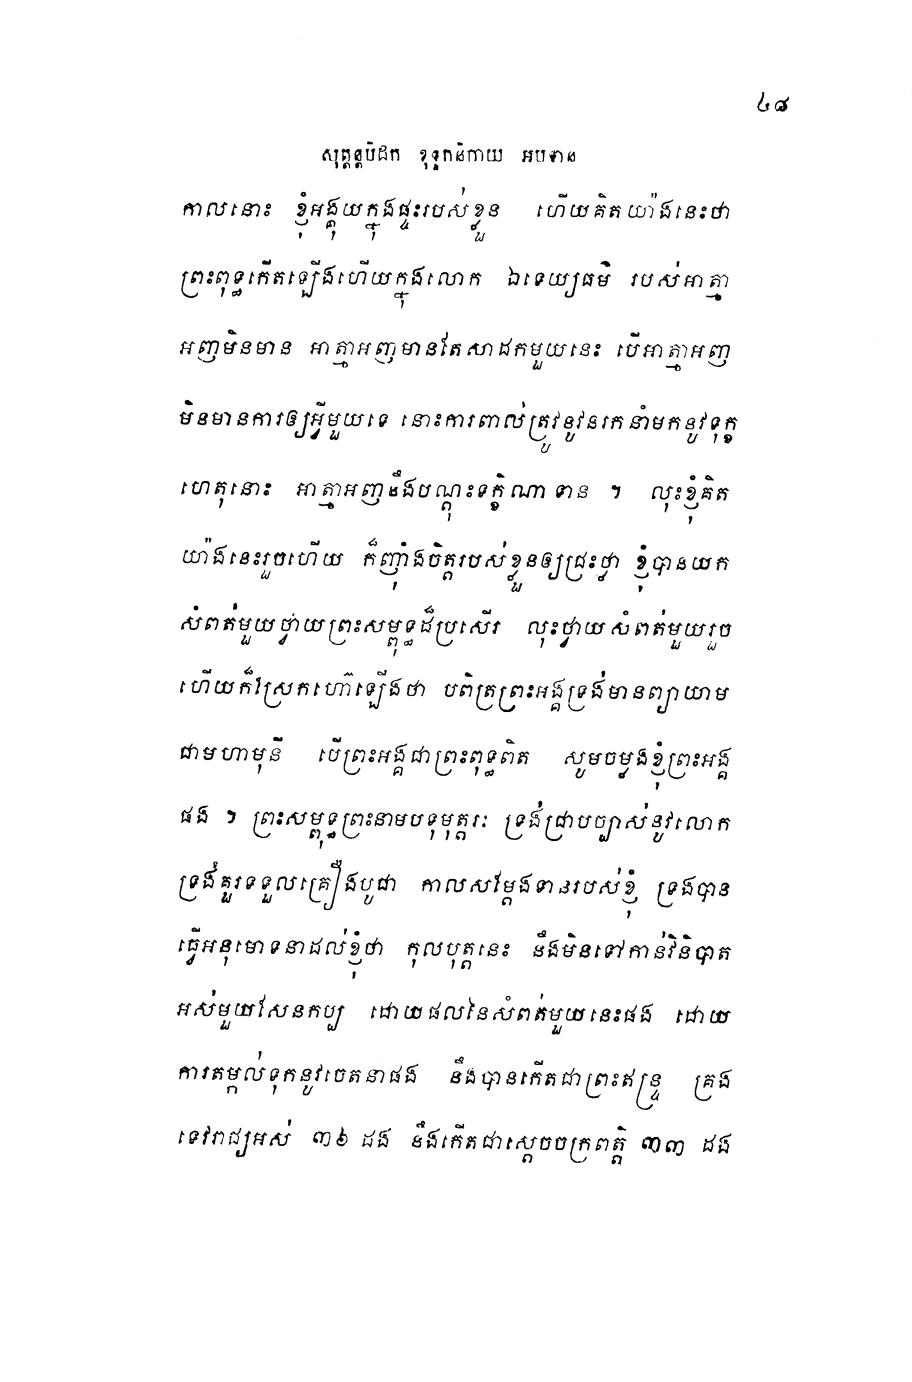 ៤៨
សុត្តន្តបិដក ខុទ្ទកនិកាយ អបទាន
កាលនោះ ខ្ញុំអង្គុយក្នុងផ្ទះរបស់ខ្លួន ហើយគិតយ៉ាងនេះថា
ព្រះពុទ្ធកើតឡើងហើយក្នុងលោក ឯទេយ្យធម៌ របស់អាត្មា
អញមិនមាន អាត្មាអញមានតែសាដកមួយនេះ បើអាត្មាអញ
មិនមានការឲ្យអ្វីមួយទេ នោះការពាល់ត្រូវនូវនរកនាំមកនូវទុក្ខ
ហេតុនោះ អាត្មាអញនឹងបណ្តុះទក្ខិណាទាន ។ លុះខ្ញុំគិត
យ៉ាងនេះរួចហើយ ក៏ញុំាងចិត្តរបស់ខ្លួនឲ្យជ្រះថ្លា ខ្ញុំបានយក
សំពត់មួយថ្វាយព្រះសម្ពុទ្ធដ៏ប្រសើរ លុះថ្វាយសំពត់មួយរួច
ហើយក៏ស្រែកហ៊ោឡើងថា បពិត្រព្រះអង្គទ្រង់មានព្យាយាម
ជាមហាមុនី បើព្រះអង្គជាព្រះពុទ្ធពិត សូមចម្លងខ្ញុំព្រះអង្គ
ផង ។ ព្រះសម្ពុទ្ធព្រះនាមបទុមុត្តរៈ ទ្រង់ជ្រាបច្បាស់នូវលោក
ទ្រង់គួរទទួលគ្រឿងបូជា កាលសម្តែងទានរបស់ខ្ញុំ ទ្រង់បាន
ធ្វើអនុមោទនាដល់ខ្ញុំថា កុលបុត្តនេះ នឹងមិនទៅកាន់វិនិបាត
អស់មួយសែនកប្ប ដោយផលនៃសំពត់មួយនេះផង ដោយ
ការតម្កល់ទុកនូវចេតនាផង នឹងបានកើតជាព្រះឥន្ទ្រ គ្រង
ទេវរាជ្យអស់ ៣៦ ដង នឹងកើតជាស្តេចចក្រពត្តិ ៣៣ ដង